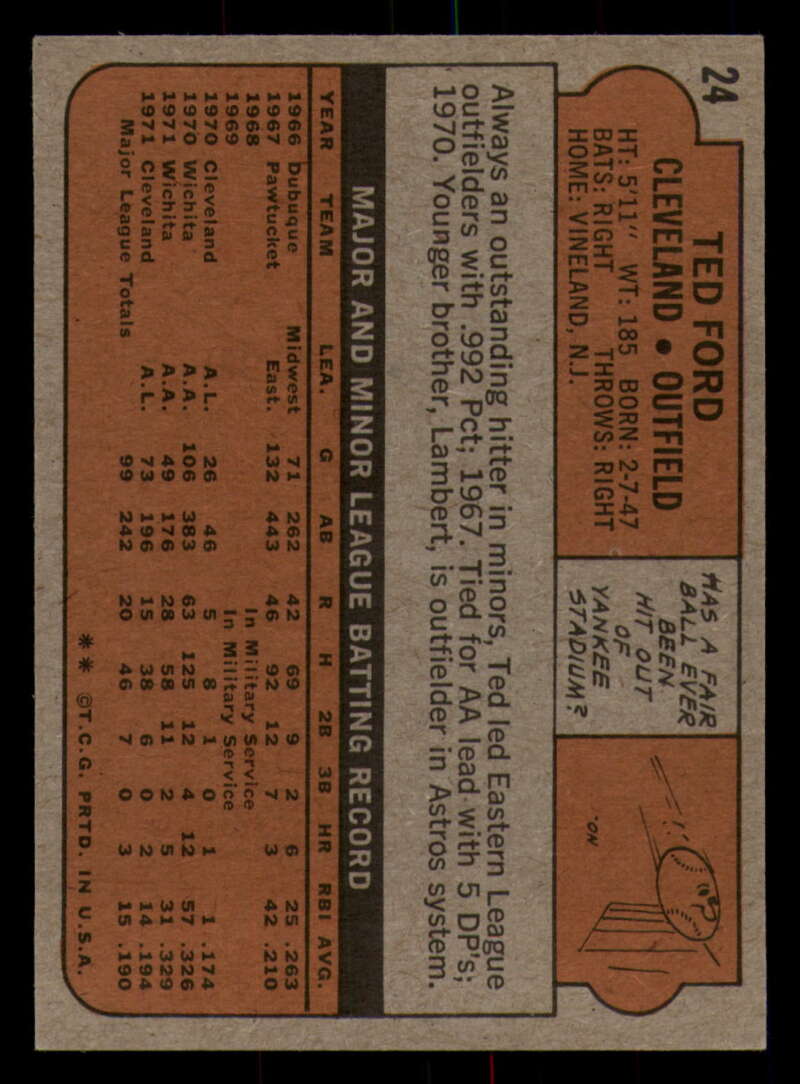 24
TED FORD
CLEVELAND • OUTFIELD
HT: 5'11" WT: 185 BORN: 2-7-47
BATS: RIGHT THROWS: RIGHT
HOME: VINELAND, N.J.
HAS A FAIR
BALL EVER
BEEN
HIT OUT
OF
YANKEE
STADIUM?
NO.
Always an outstanding hitter in minors, Ted led Eastern League
outfielders with .992 Pct; 1967. Tied for AA lead with 5 DP's;
1970. Younger brother, Lambert, is outfielder in Astros system.
MAJOR AND MINOR LEAGUE BATTING RECORD
YEAR TEAM LEA. G AB R H 2B 3B HR RBI AVG.
1966 Dubuque Midwest 71 262 42 69 9 2 6 25 .263
1967 Pawtucket East. 132 443 46 92 12 7 3 42 .210
1968 In Military Service
1969 In Military Service
1970 Cleveland A.L. 26 46 5 8 1 0 1 1 .174
1970 Wichita A.A. 106 383 63 125 12 4 12 57 .326
1971 Wichita A.A. 49 176 28 58 11 2 5 31 .329
1971 Cleveland A.L. 73 196 15 38 6 0 2 14 .194
Major League Totals 99 242 20 46 7 0 3 15 .190
** ©T.C.G. PRTD. IN U.S.A.